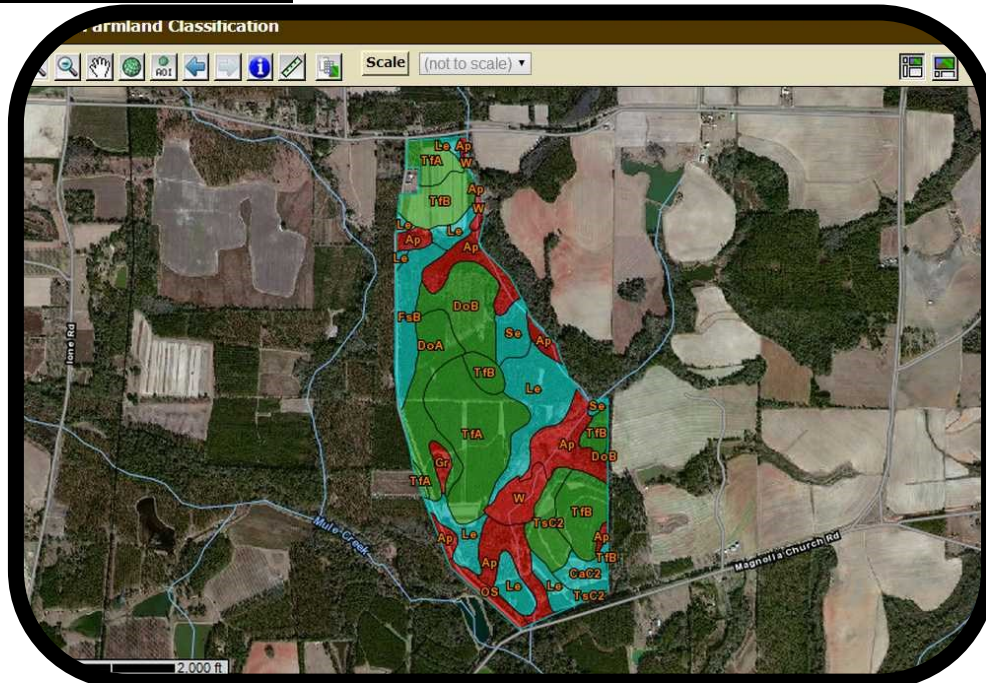 Farmland Classification
AOI
Scale (not to scale)
Le Ap
TfA
W
Ap
TfB
W
Le
Le
Ap
Ap
Le
DoB
FsB
Se
Ap
DoA
TfB
Le
Se
TfB
TfA
Ap
DoB
Gr
TfA
W
TfB
TsC2
Ap
Le
Ap
TfB
Ap
CaC2
Le
Le
OS
TsC2
Ione Rd
Mule Creek
Magnolia Church Rd
2,000 ft